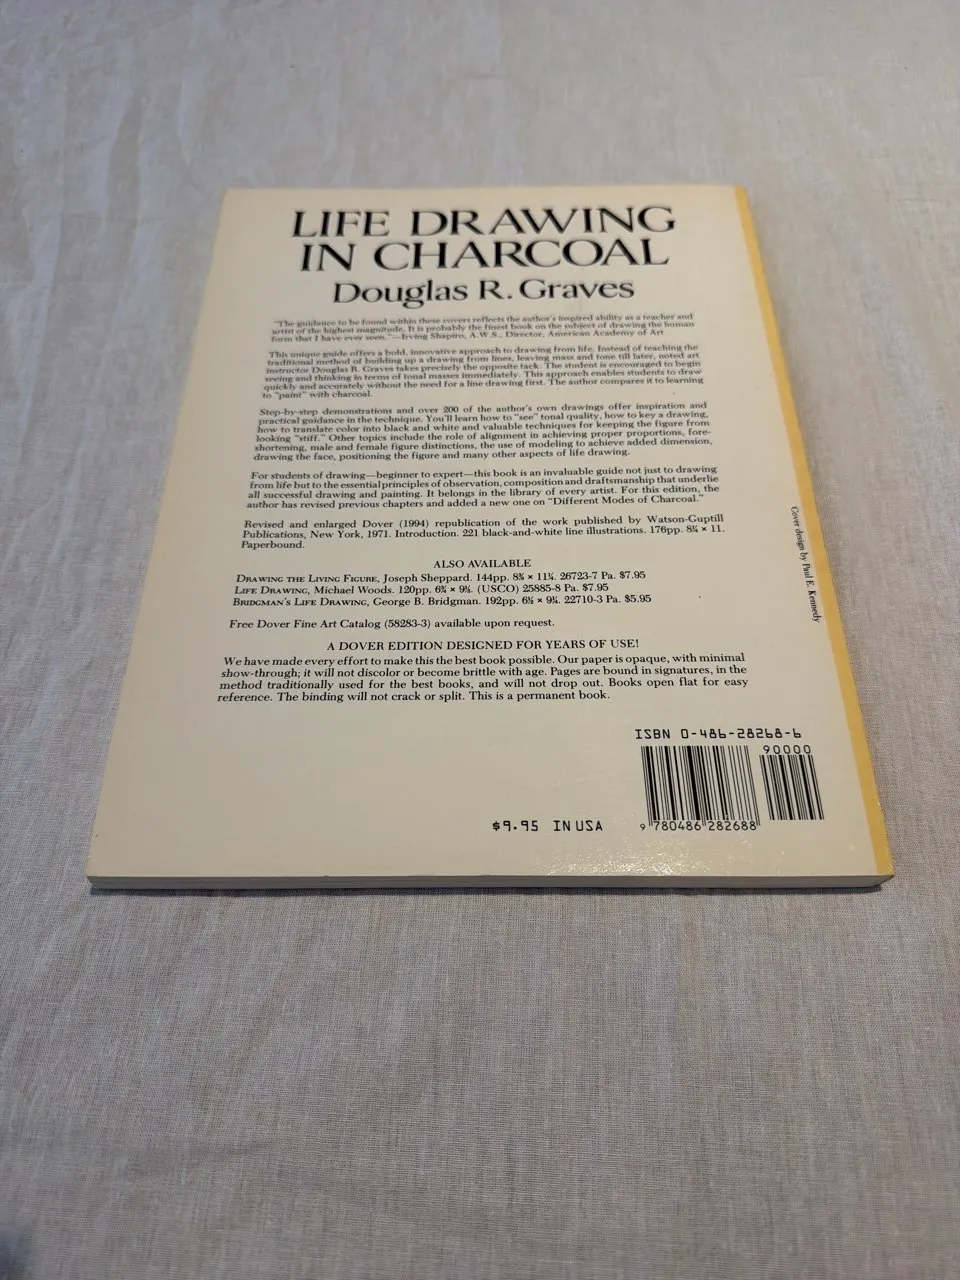 LIFE DRAWING
IN CHARCOAL
Douglas R. Graves
"The guidance to be found within these covers reflects the author's inspired ability as a teacher and
artist of the highest magnitude. It is probably the finest book on the subject of drawing the human
form that I have ever seen."—Irving Shapiro, A.W.S., Director, American Academy of Art
This unique guide offers a bold, innovative approach to drawing from life. Instead of teaching the
traditional method of building up a drawing from lines, leaving mass and tone till later, noted art
instructor Douglas R. Graves takes precisely the opposite tack. The student is encouraged to begin
seeing and thinking in terms of tonal masses immediately. This approach enables students to draw
quickly and accurately without the need for a line drawing first. The author compares it to learning
to "paint" with charcoal.
Step-by-step demonstrations and over 200 of the author's own drawings offer inspiration and
practical guidance in the technique. You'll learn how to "see" tonal quality, how to key a drawing,
how to translate color into black and white and valuable techniques for keeping the figure from
looking "stiff." Other topics include the role of alignment in achieving proper proportions, fore-
shortening, male and female figure distinctions, the use of modeling to achieve added dimension,
drawing the face, positioning the figure and many other aspects of life drawing.
For students of drawing—beginner to expert—this book is an invaluable guide not just to drawing
from life but to the essential principles of observation, composition and draftsmanship that underlie
all successful drawing and painting. It belongs in the library of every artist. For this edition, the
author has revised previous chapters and added a new one on "Different Modes of Charcoal."
Revised and enlarged Dover (1994) republication of the work published by Watson-Guptill
Publications, New York, 1971. Introduction. 221 black-and-white line illustrations. 176pp. 8¼ × 11.
Paperbound.
ALSO AVAILABLE
DRAWING THE LIVING FIGURE, Joseph Sheppard. 144pp. 8⅜ × 11¼. 26723-7 Pa. $7.95
LIFE DRAWING, Michael Woods. 120pp. 6⅜ × 9¼. (USCO) 25885-8 Pa. $7.95
BRIDGMAN'S LIFE DRAWING, George B. Bridgman. 192pp. 6½ × 9¼. 22710-3 Pa. $5.95
Free Dover Fine Art Catalog (58283-3) available upon request.
A DOVER EDITION DESIGNED FOR YEARS OF USE!
We have made every effort to make this the best book possible. Our paper is opaque, with minimal
show-through; it will not discolor or become brittle with age. Pages are bound in signatures, in the
method traditionally used for the best books, and will not drop out. Books open flat for easy
reference. The binding will not crack or split. This is a permanent book.
Cover design by Paul E. Kennedy
ISBN 0-486-28268-6
90000
$9.95 IN USA
9 780486 282688